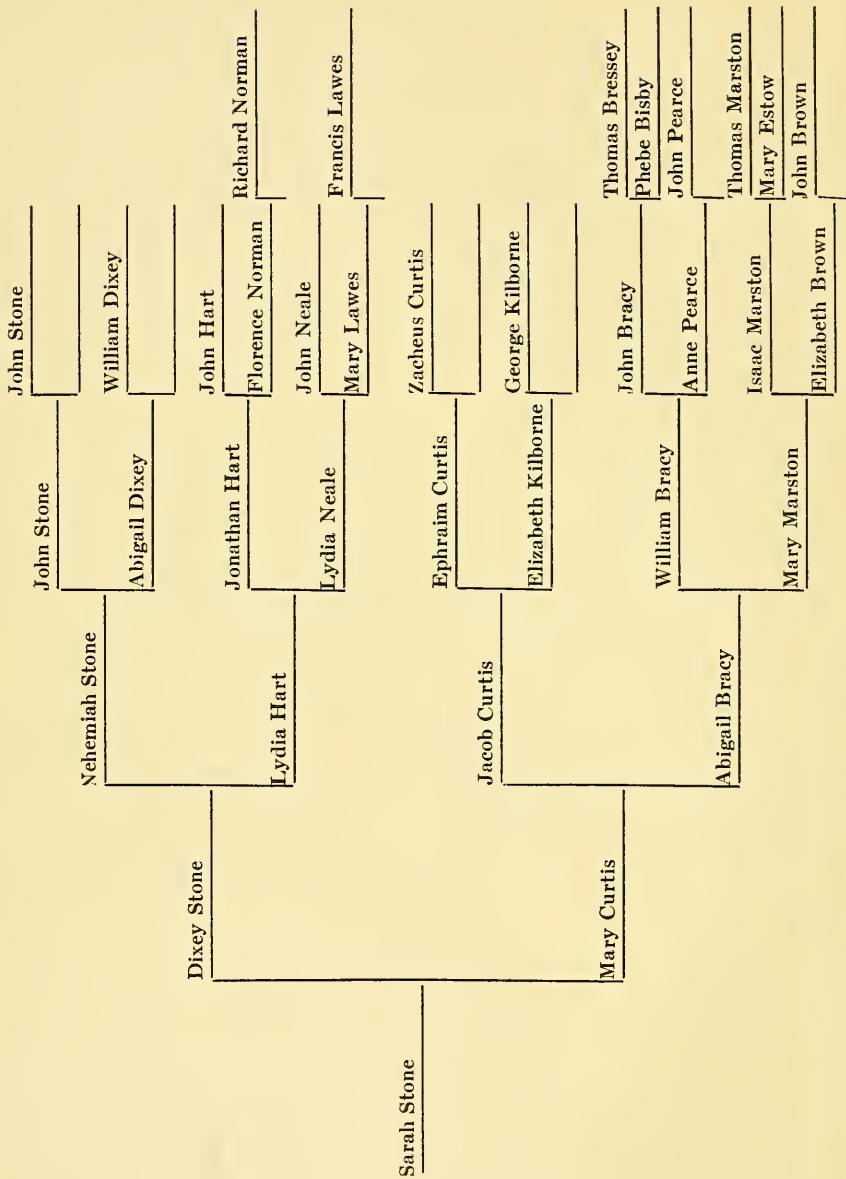 Sarah Stone
Dixey Stone
Mary Curtis
Nehemiah Stone
Lydia Hart
Jacob Curtis
Abigail Bracy
John Stone
Abigail Dixey
Jonathan Hart
Lydia Neale
Ephraim Curtis
Elizabeth Kilborne
William Bracy
Mary Marston
John Stone
William Dixey
John Hart
Florence Norman
John Neale
Mary Lawes
Zacheus Curtis
George Kilborne
John Bracy
Anne Pearce
Isaac Marston
Elizabeth Brown
Richard Norman
Francis Lawes
Thomas Bressey
Phebe Bisby
John Pearce
Thomas Marston
Mary Estow
John Brown